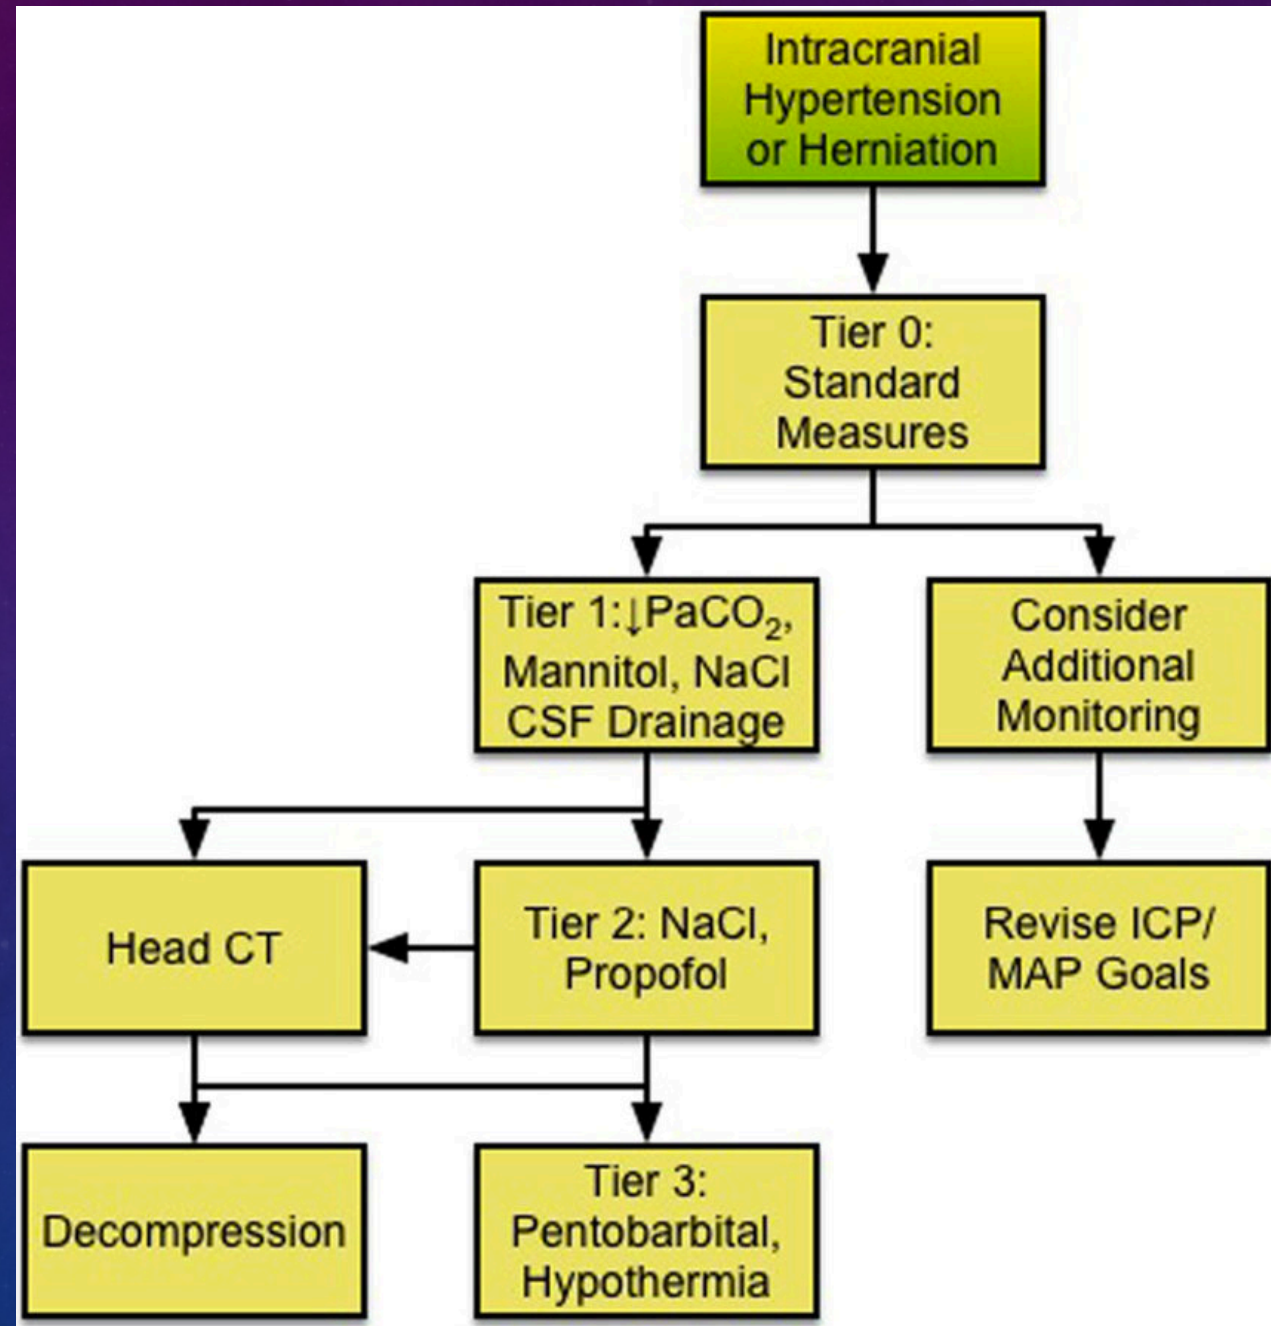 Intracranial
Hypertension
or Herniation
Tier 0:
Standard
Measures
Tier 1:↓PaCO₂,
Mannitol, NaCl
CSF Drainage
Consider
Additional
Monitoring
Head CT
Tier 2: NaCl,
Propofol
Revise ICP/
MAP Goals
Decompression
Tier 3:
Pentobarbital,
Hypothermia